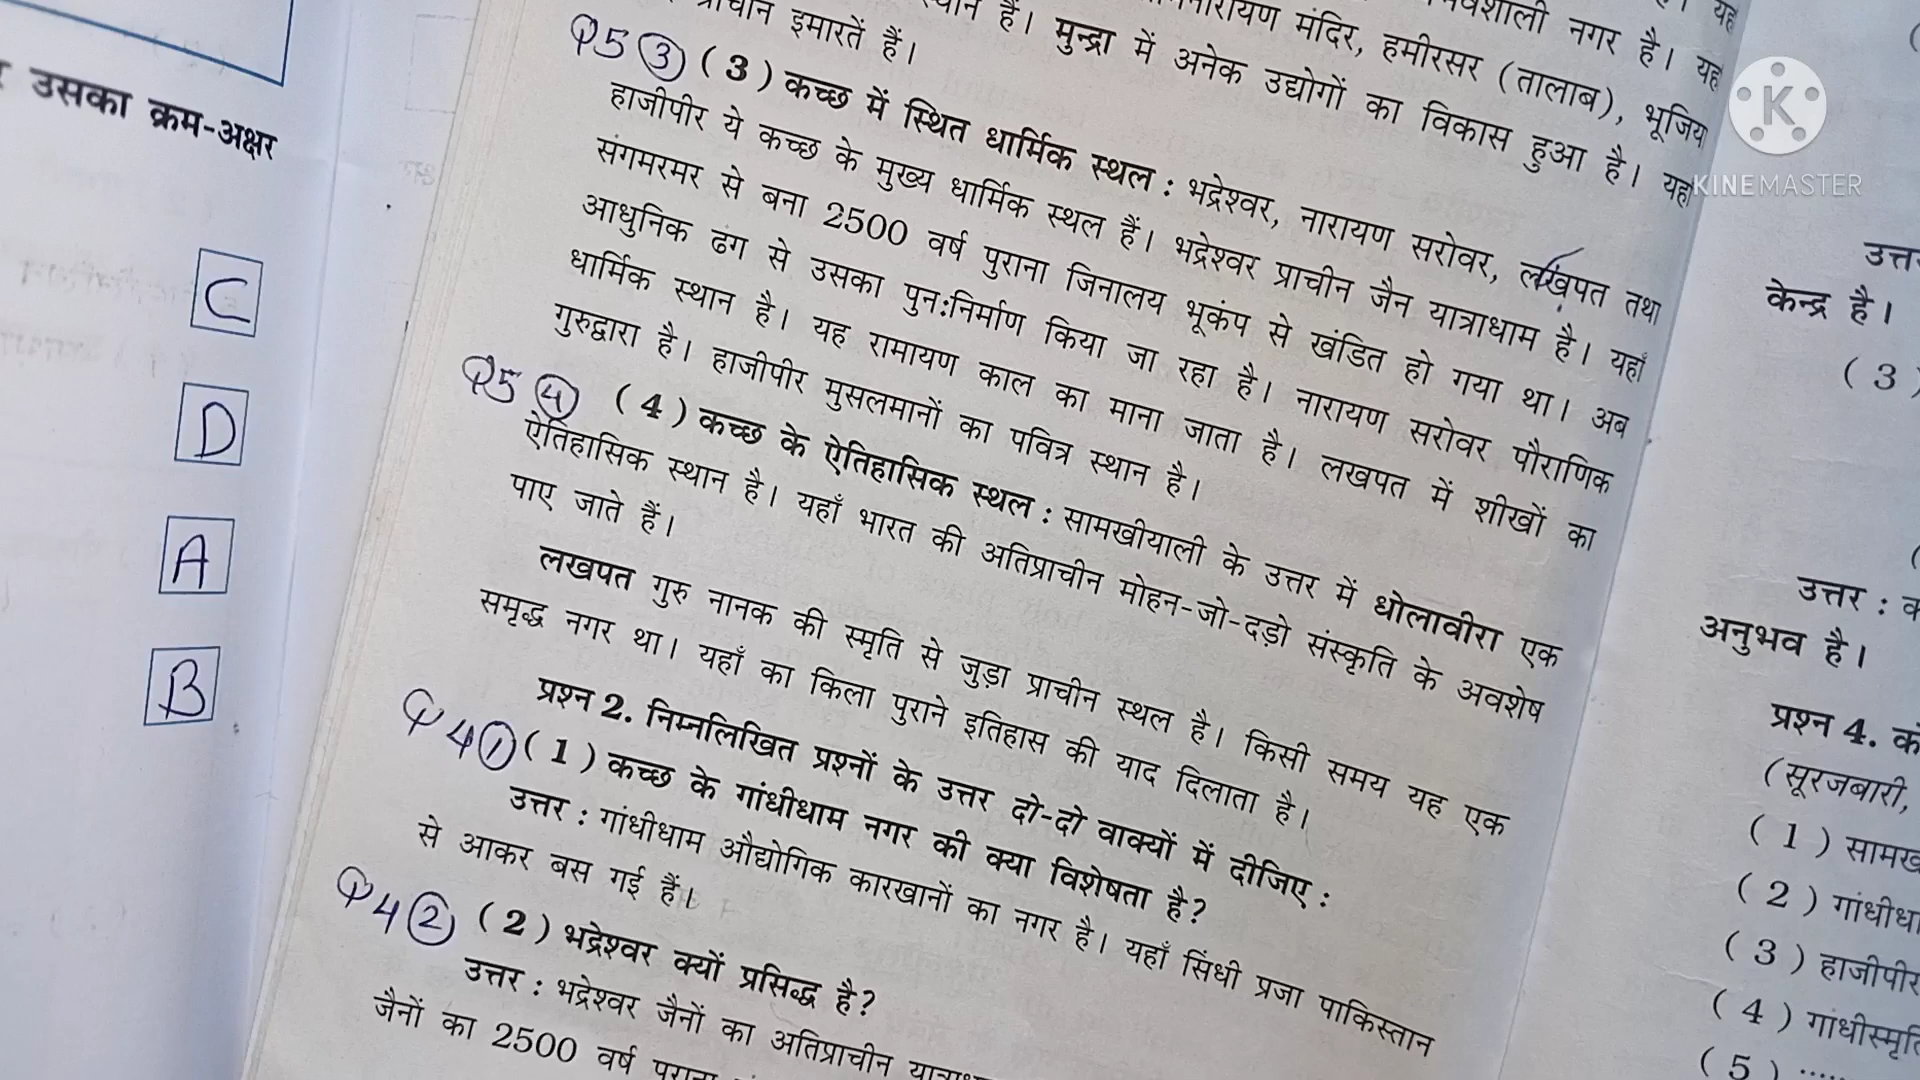 उसका क्रम-अक्षर
C
D
A
B
मंदिर, हमीरसर (तालाब), भूजिय
प्राचीन इमारतें हैं।
नगर है। यह
हैं। मुन्द्रा में अनेक उद्योगों का विकास हुआ है। यहाँ
Q5 3 (3) कच्छ में स्थित धार्मिक स्थल : भद्रेश्वर, नारायण सरोवर, लखपत तथा
हाजीपीर ये कच्छ के मुख्य धार्मिक स्थल हैं। भद्रेश्वर प्राचीन जैन यात्राधाम है। यहाँ
संगमरमर से बना 2500 वर्ष पुराना जिनालय भूकंप से खंडित हो गया था। अब
आधुनिक ढंग से उसका पुन:निर्माण किया जा रहा है। नारायण सरोवर पौराणिक
धार्मिक स्थान है। यह रामायण काल का माना जाता है। लखपत में शीखों का
गुरुद्वारा है। हाजीपीर मुसलमानों का पवित्र स्थान है।
Q5 4 (4) कच्छ के ऐतिहासिक स्थल : सामखीयाली के उत्तर में धोलावीरा एक
ऐतिहासिक स्थान है। यहाँ भारत की अतिप्राचीन मोहन-जो-दड़ो संस्कृति के अवशेष
पाए जाते हैं।
लखपत गुरु नानक की स्मृति से जुड़ा प्राचीन स्थल है। किसी समय यह एक
समृद्ध नगर था। यहाँ का किला पुराने इतिहास की याद दिलाता है।
प्रश्न 2. निम्नलिखित प्रश्नों के उत्तर दो-दो वाक्यों में दीजिए :
Q4 1 (1) कच्छ के गांधीधाम नगर की क्या विशेषता है?
उत्तर : गांधीधाम औद्योगिक कारखानों का नगर है। यहाँ सिंधी प्रजा पाकिस्तान
से आकर बस गई हैं।
Q4 2 (2) भद्रेश्वर क्यों प्रसिद्ध है?
उत्तर : भद्रेश्वर जैनों का अतिप्राचीन
जैनों का 2500 वर्ष
K
KINEMASTER
केन्द्र है।
(3)
उत्तर :
अनुभव है।
प्रश्न 4.
(सूरजबारी,
(1)
(2)
(3) हाजीपीर
(4)
(5) .....